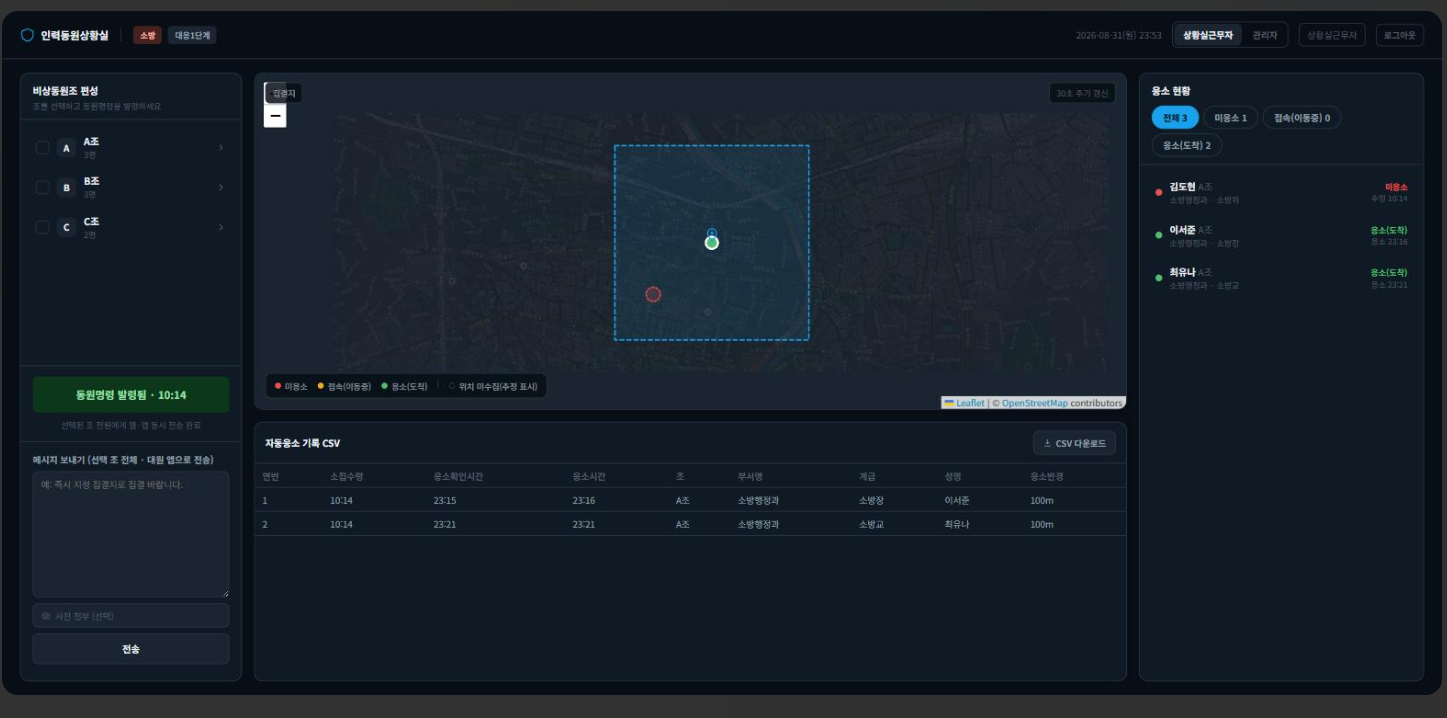 인력동원상황실
소방
대응1단계
2026-08-31(월) 23:53
상황실근무자
관리자
상황실근무자
로그아웃
비상동원조 편성
조를 선택하고 동원명령을 발령하세요
A
A조
3명
B
B조
3명
C
C조
2명
동원명령 발령됨 · 10:14
선택된 조 전원에게 웹·앱 동시 전송 완료
메시지 보내기 (선택 조 전체 · 대원 앱으로 전송)
예: 즉시 지정 집결지로 집결 바랍니다.
사진 첨부 (선택)
전송
집결지
−
30초 주기 갱신
미응소
접속(이동중)
응소(도착)
위치 미수집(추정 표시)
Leaflet | © OpenStreetMap contributors
자동응소 기록 CSV
CSV 다운로드
연번 소집수령 응소확인시간 응소시간 조 부서명 계급 성명 응소반경
1 10:14 23:15 23:16 A조 소방행정과 소방장 이서준 100m
2 10:14 23:21 23:21 A조 소방행정과 소방교 최유나 100m
응소 현황
전체 3
미응소 1
접속(이동중) 0
응소(도착) 2
김도현 A조
미응소
소방행정과 · 소방위
수령 10:14
이서준 A조
응소(도착)
소방행정과 · 소방장
응소 23:16
최유나 A조
응소(도착)
소방행정과 · 소방교
응소 23:21